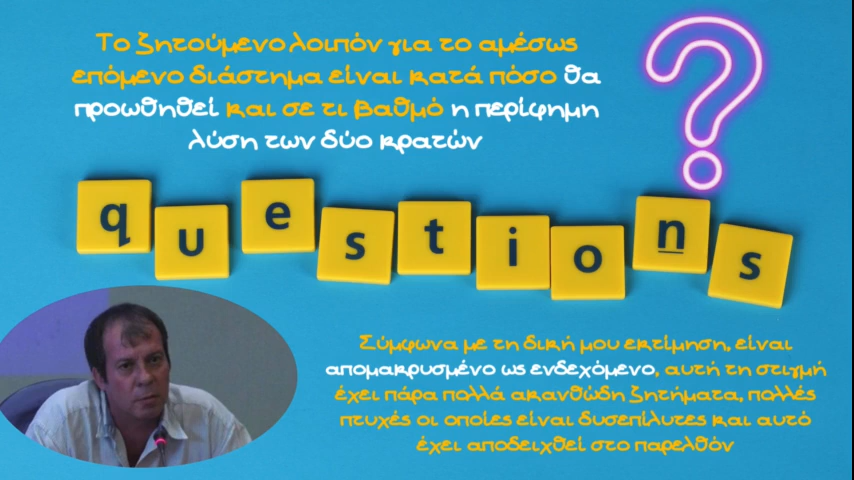 Το ζητούμενο λοιπόν για το αμέσως
επόμενο διάστημα είναι κατά πόσο θα
προωθηθεί και σε τι βαθμό η περίφημη
λύση των δύο κρατών
?
questions
Σύμφωνα με τη δική μου εκτίμηση, είναι
απομακρυσμένο ως ενδεχόμενο, αυτή τη στιγμή
έχει πάρα πολλά ακανθώδη ζητήματα, πολλές
πτυχές οι οποίες είναι δυσεπίλυτες και αυτό
έχει αποδειχθεί στο παρελθόν